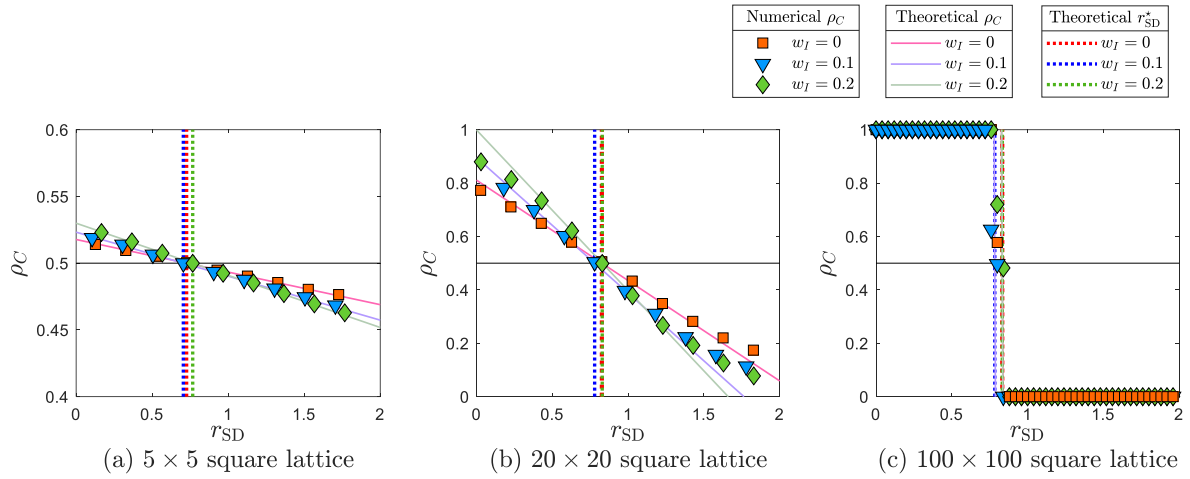 Numerical ρ_C
w_I = 0
w_I = 0.1
w_I = 0.2
Theoretical ρ_C
w_I = 0
w_I = 0.1
w_I = 0.2
Theoretical r*_SD
w_I = 0
w_I = 0.1
w_I = 0.2
0.6
0.55
0.5
0.45
0.4
ρ_C
0 0.5 1 1.5 2
r_SD
(a) 5 × 5 square lattice
1
0.8
0.6
0.4
0.2
0
ρ_C
0 0.5 1 1.5 2
r_SD
(b) 20 × 20 square lattice
1
0.8
0.6
0.4
0.2
0
ρ_C
0 0.5 1 1.5 2
r_SD
(c) 100 × 100 square lattice